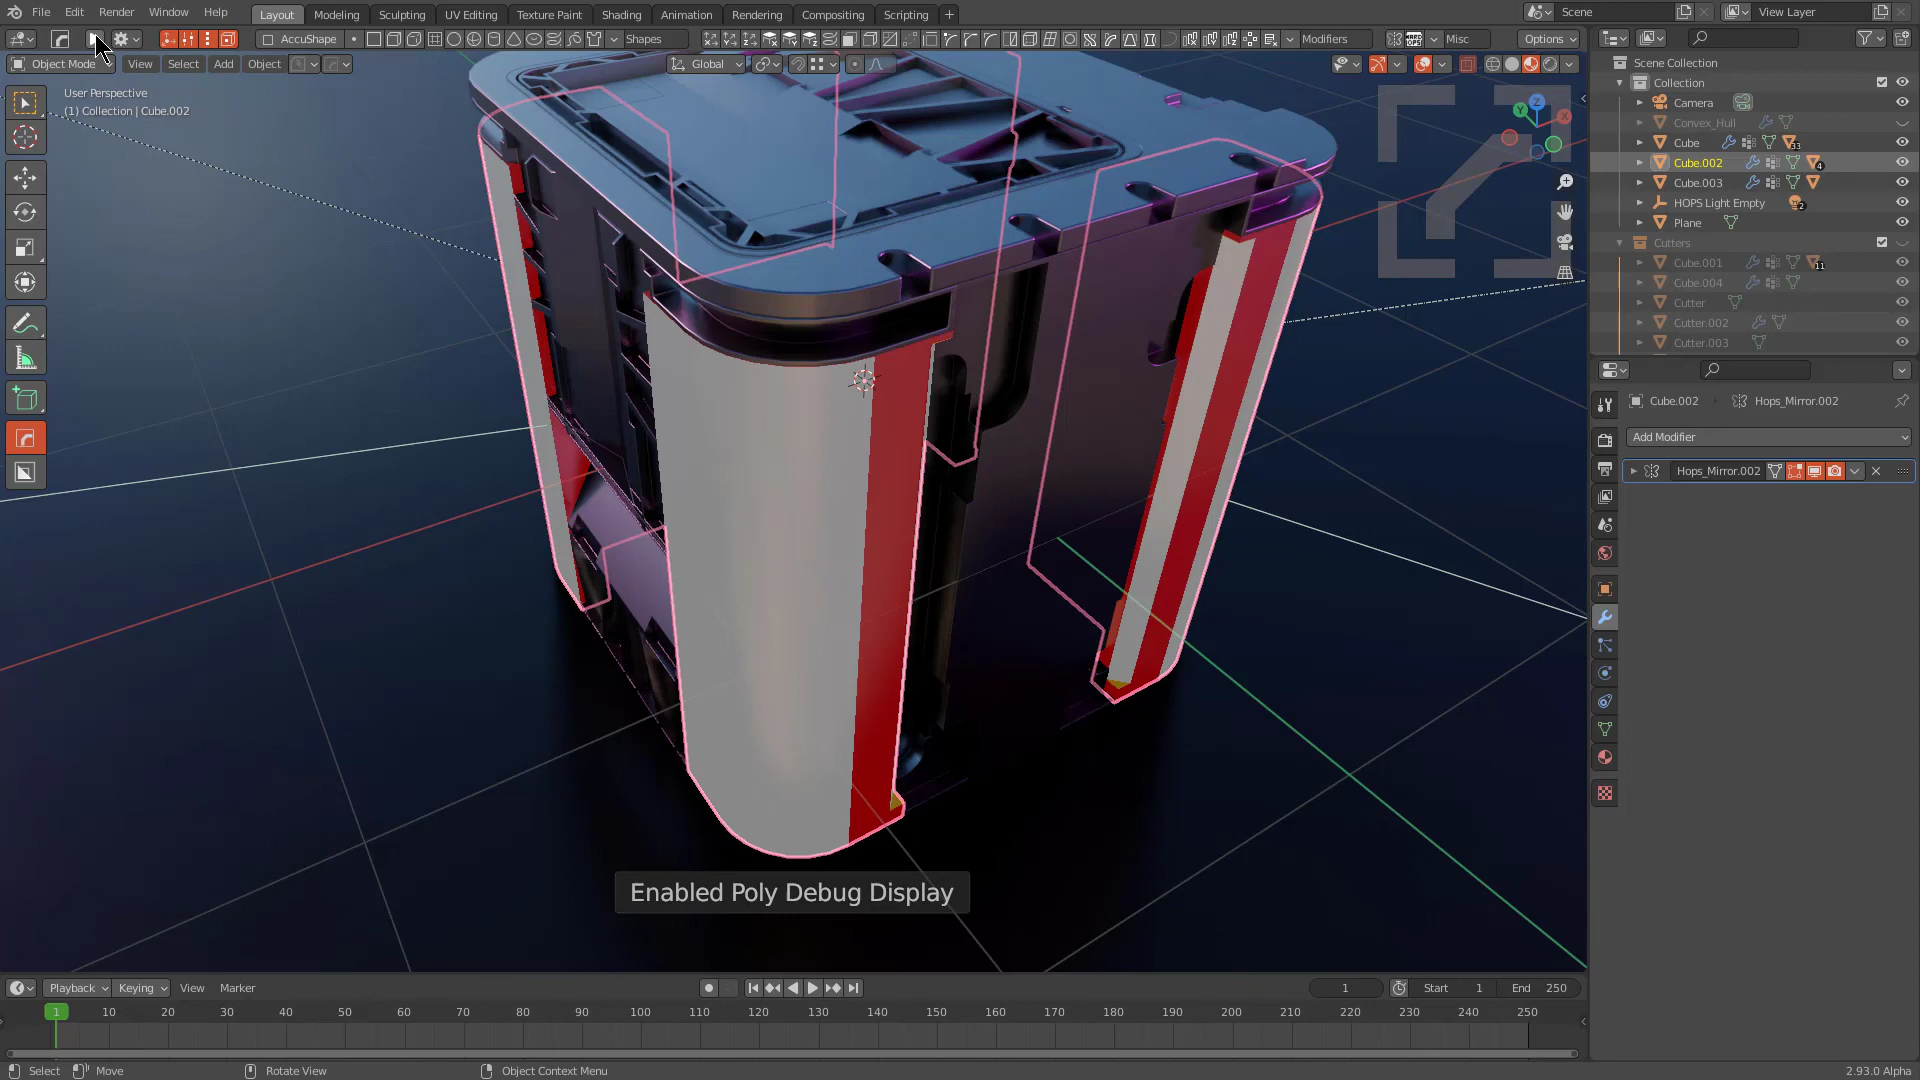 File Edit Render Window Help
Layout Modeling Sculpting UV Editing Texture Paint Shading Animation Rendering Compositing Scripting +
Scene
View Layer
AccuShape
Shapes
Modifiers
Misc
Options
Object Mode View Select Add Object
Global
User Perspective
(1) Collection | Cube.002
Z
Y
X
Scene Collection
Collection
Camera
Convex_Hull
Cube
33
Cube.002
4
Cube.003
HOPS Light Empty
2
Plane
Cutters
Cube.001
11
Cube.004
Cutter
Cutter.002
Cutter.003
Cube.002
Hops_Mirror.002
Add Modifier
Hops_Mirror.002
Enabled Poly Debug Display
Playback Keying View Marker
1
Start 1
End 250
1 10 20 30 40 50 60 70 80 90 100 110 120 130 140 150 160 170 180 190 200 210 220 230 240 250
Select Move Rotate View Object Context Menu
2.93.0 Alpha